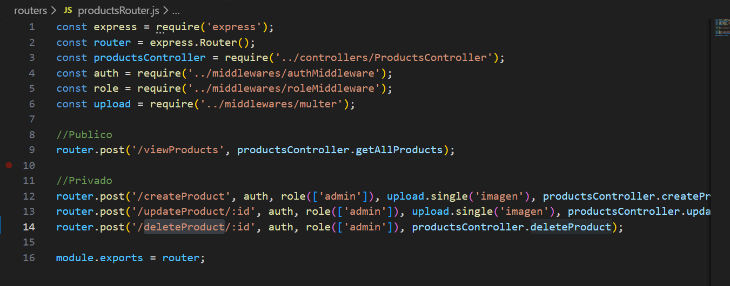 routers > JS productsRouter.js > ...
1 const express = require('express');
2 const router = express.Router();
3 const productsController = require('../controllers/ProductsController');
4 const auth = require('../middlewares/authMiddleware');
5 const role = require('../middlewares/roleMiddleware');
6 const upload = require('../middlewares/multer');
7
8 //Publico
9 router.post('/viewProducts', productsController.getAllProducts);
10
11 //Privado
12 router.post('/createProduct', auth, role(['admin']), upload.single('imagen'), productsController.createPr
13 router.post('/updateProduct/:id', auth, role(['admin']), upload.single('imagen'), productsController.upda
14 router.post('/deleteProduct/:id', auth, role(['admin']), productsController.deleteProduct);
15
16 module.exports = router;